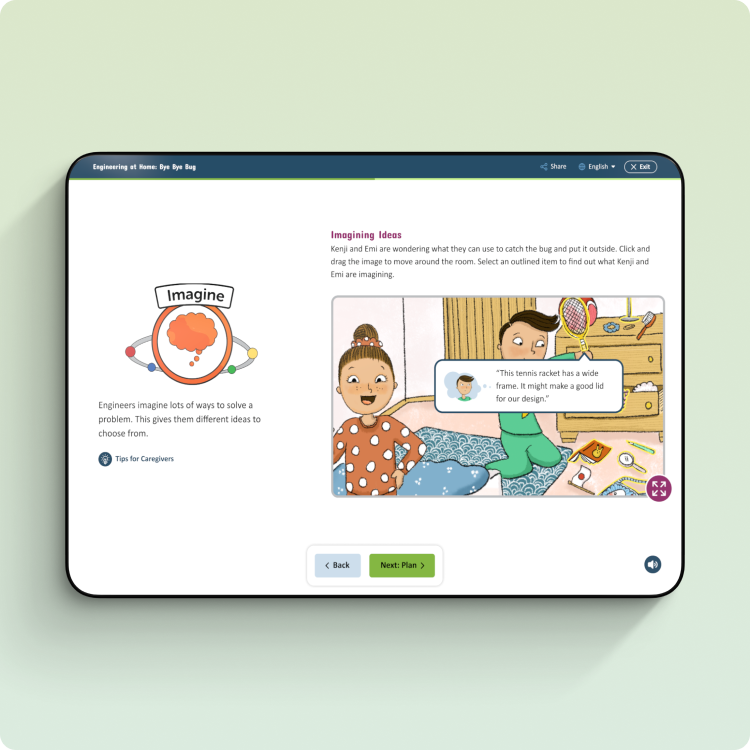 Engineering at Home: Bye Bye Bug
Share
English
Exit
Imagine
Engineers imagine lots of ways to solve a
problem. This gives them different ideas to
choose from.
Tips for Caregivers
Imagining Ideas
Kenji and Emi are wondering what they can use to catch the bug and put it outside. Click and
drag the image to move around the room. Select an outlined item to find out what Kenji and
Emi are imagining.
“This tennis racket has a wide
frame. It might make a good lid
for our design.”
Back
Next: Plan